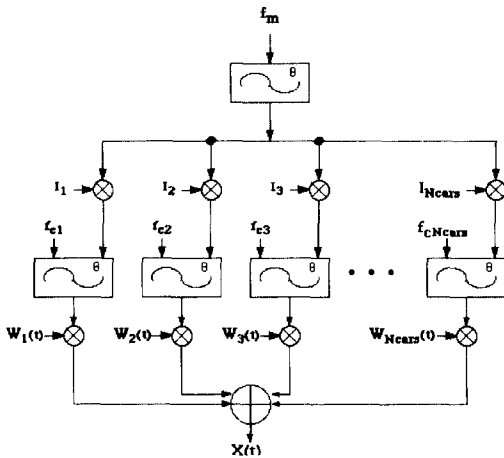 f_m
θ
I_1 I_2 I_3 I_Ncars
f_c1 f_c2 f_c3 f_cNcars
θ θ θ θ
W_1(t) W_2(t) W_3(t) W_Ncars(t)
X(t)